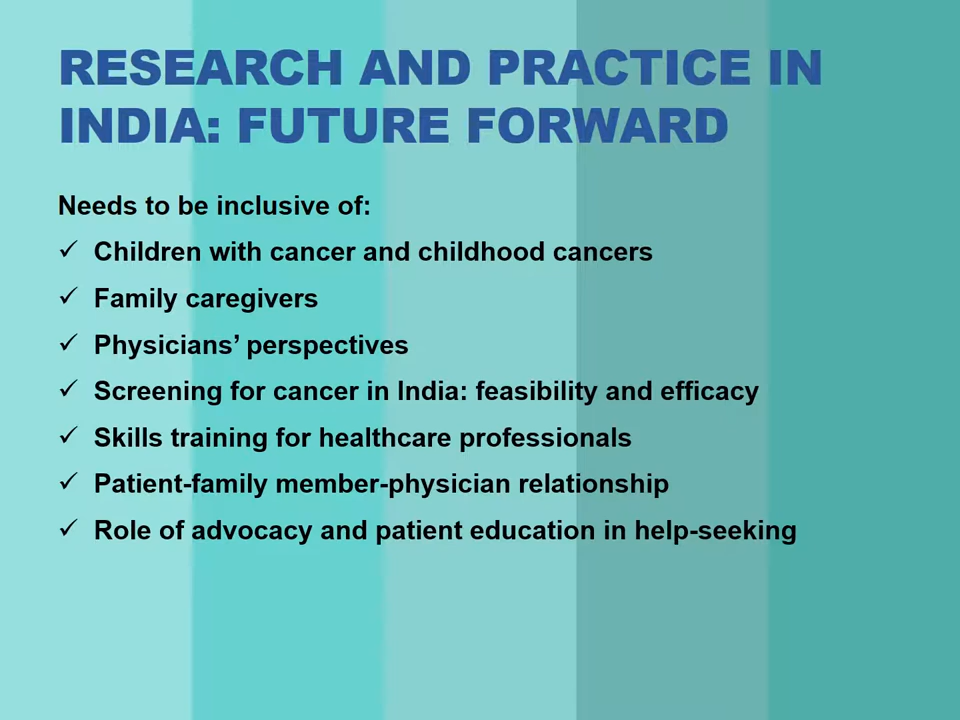 RESEARCH AND PRACTICE IN
INDIA: FUTURE FORWARD
Needs to be inclusive of:
✓ Children with cancer and childhood cancers
✓ Family caregivers
✓ Physicians’ perspectives
✓ Screening for cancer in India: feasibility and efficacy
✓ Skills training for healthcare professionals
✓ Patient-family member-physician relationship
✓ Role of advocacy and patient education in help-seeking